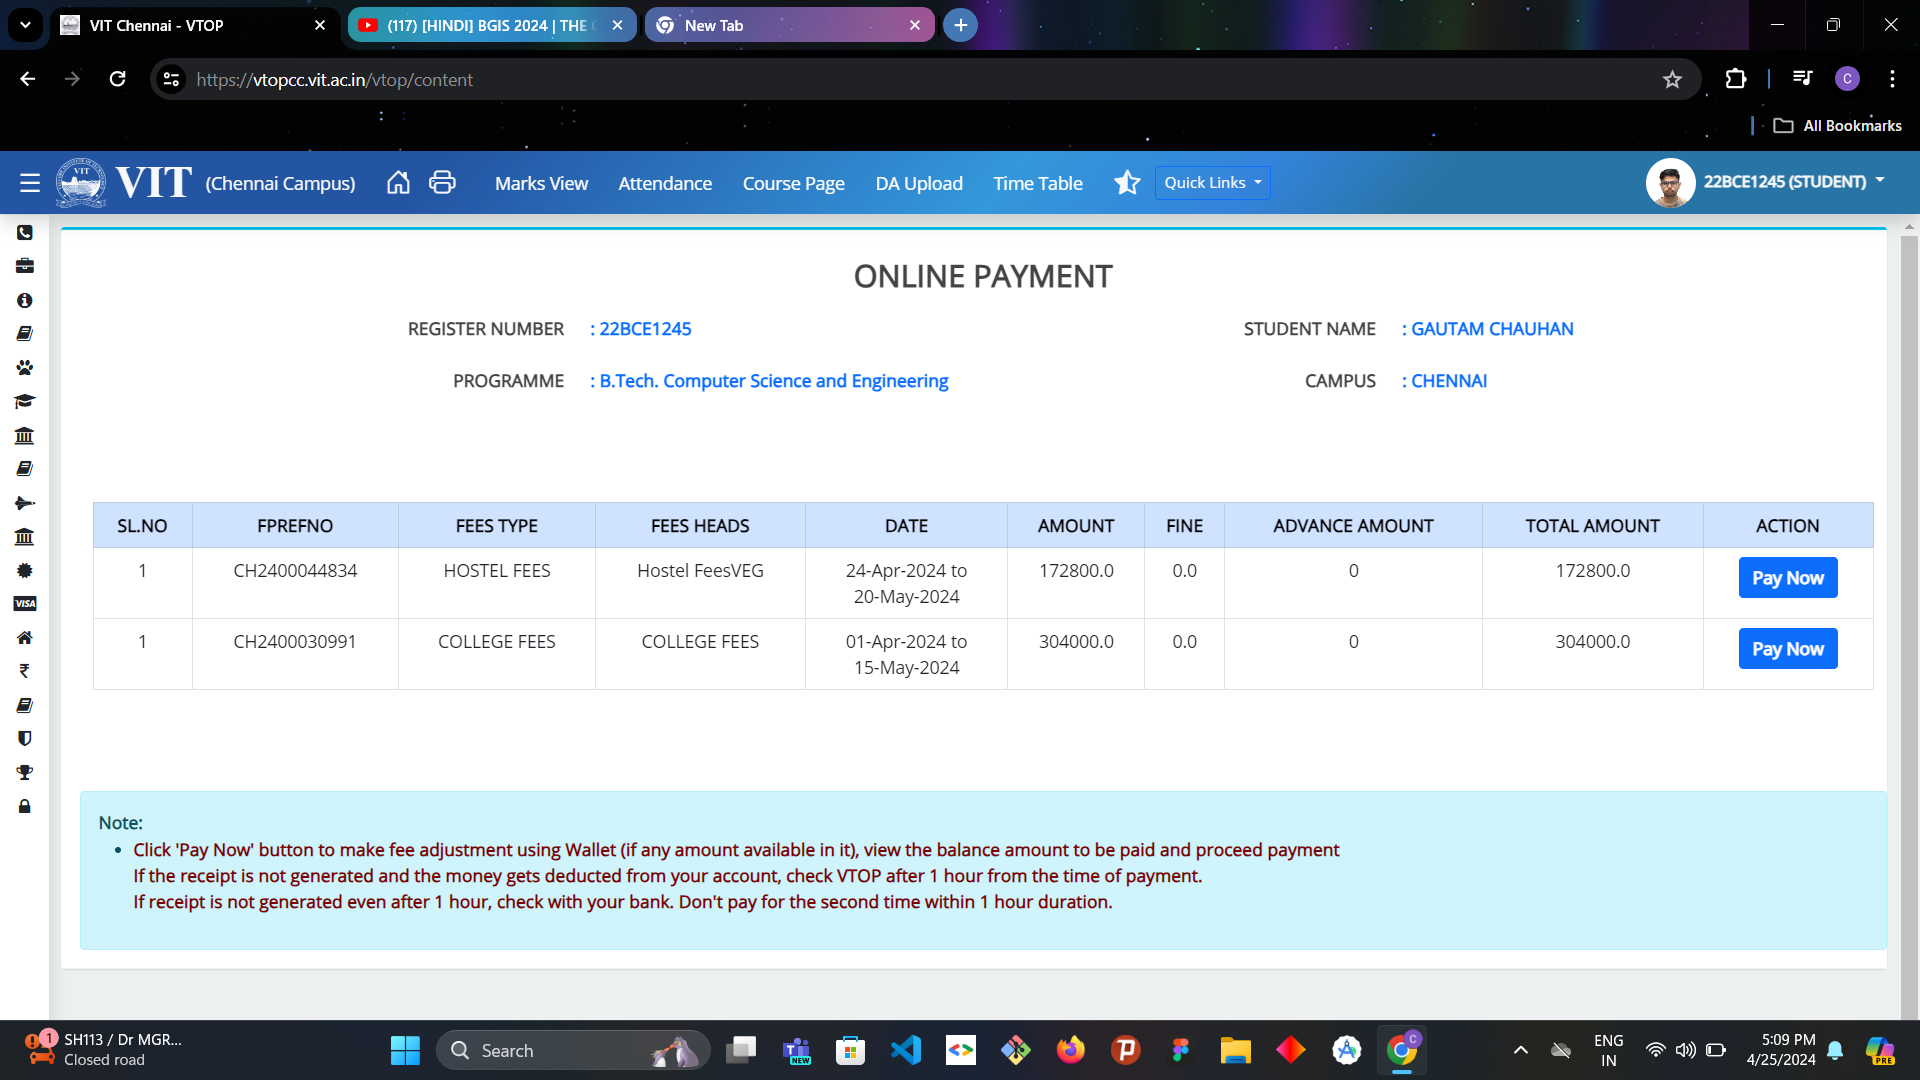 VIT Chennai - VTOP
(117) [HINDI] BGIS 2024 | THE
New Tab
https://vtopcc.vit.ac.in/vtop/content
C
All Bookmarks
VIT (Chennai Campus)
Marks View
Attendance
Course Page
DA Upload
Time Table
Quick Links
22BCE1245 (STUDENT)
ONLINE PAYMENT
REGISTER NUMBER : 22BCE1245
STUDENT NAME : GAUTAM CHAUHAN
PROGRAMME : B.Tech. Computer Science and Engineering
CAMPUS : CHENNAI
SL.NO FPREFNO FEES TYPE FEES HEADS DATE AMOUNT FINE ADVANCE AMOUNT TOTAL AMOUNT ACTION
1 CH2400044834 HOSTEL FEES Hostel FeesVEG 24-Apr-2024 to 172800.0 0.0 0 172800.0 Pay Now
20-May-2024
1 CH2400030991 COLLEGE FEES COLLEGE FEES 01-Apr-2024 to 304000.0 0.0 0 304000.0 Pay Now
15-May-2024
VISA
Note:
• Click 'Pay Now' button to make fee adjustment using Wallet (if any amount available in it), view the balance amount to be paid and proceed payment
If the receipt is not generated and the money gets deducted from your account, check VTOP after 1 hour from the time of payment.
If receipt is not generated even after 1 hour, check with your bank. Don't pay for the second time within 1 hour duration.
1
SH113 / Dr MGR...
Closed road
Search
NEW
C
ENG
IN
5:09 PM
4/25/2024
PRE